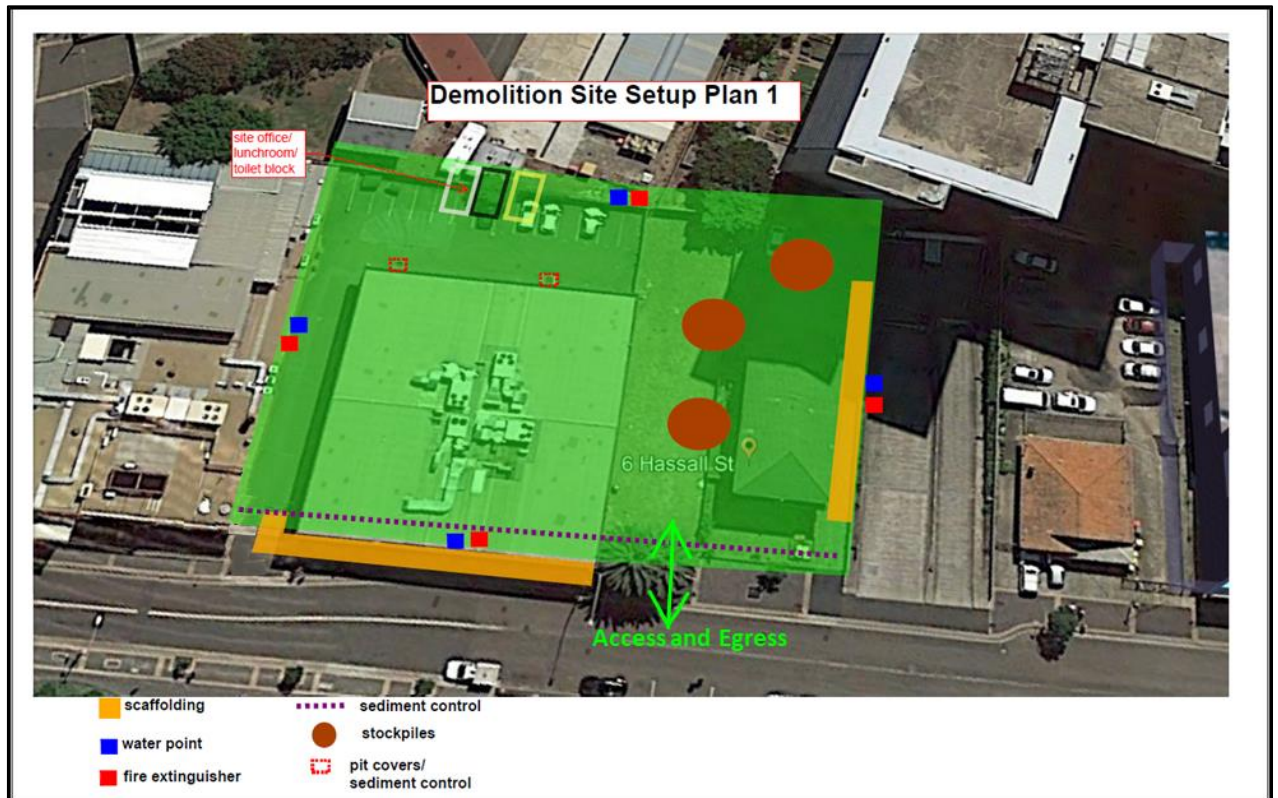 Demolition Site Setup Plan 1
site office/
lunchroom/
toilet block
6 Hassall St
Access and Egress
scaffolding
sediment control
water point
stockpiles
fire extinguisher
pit covers/
sediment control